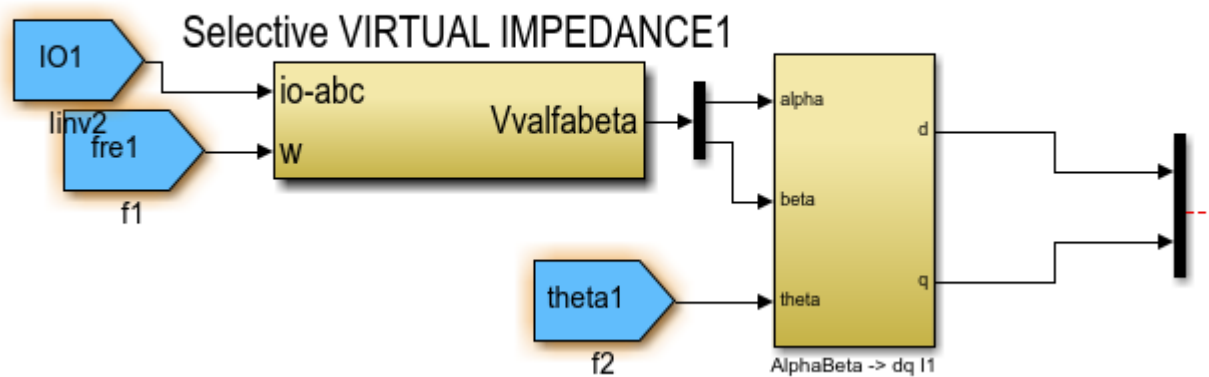 Selective VIRTUAL IMPEDANCE1
IO1
Iinv2
fre1
f1
io-abc
w
Vvalfabeta
alpha
beta
theta
d
q
theta1
f2
AlphaBeta -> dq I1